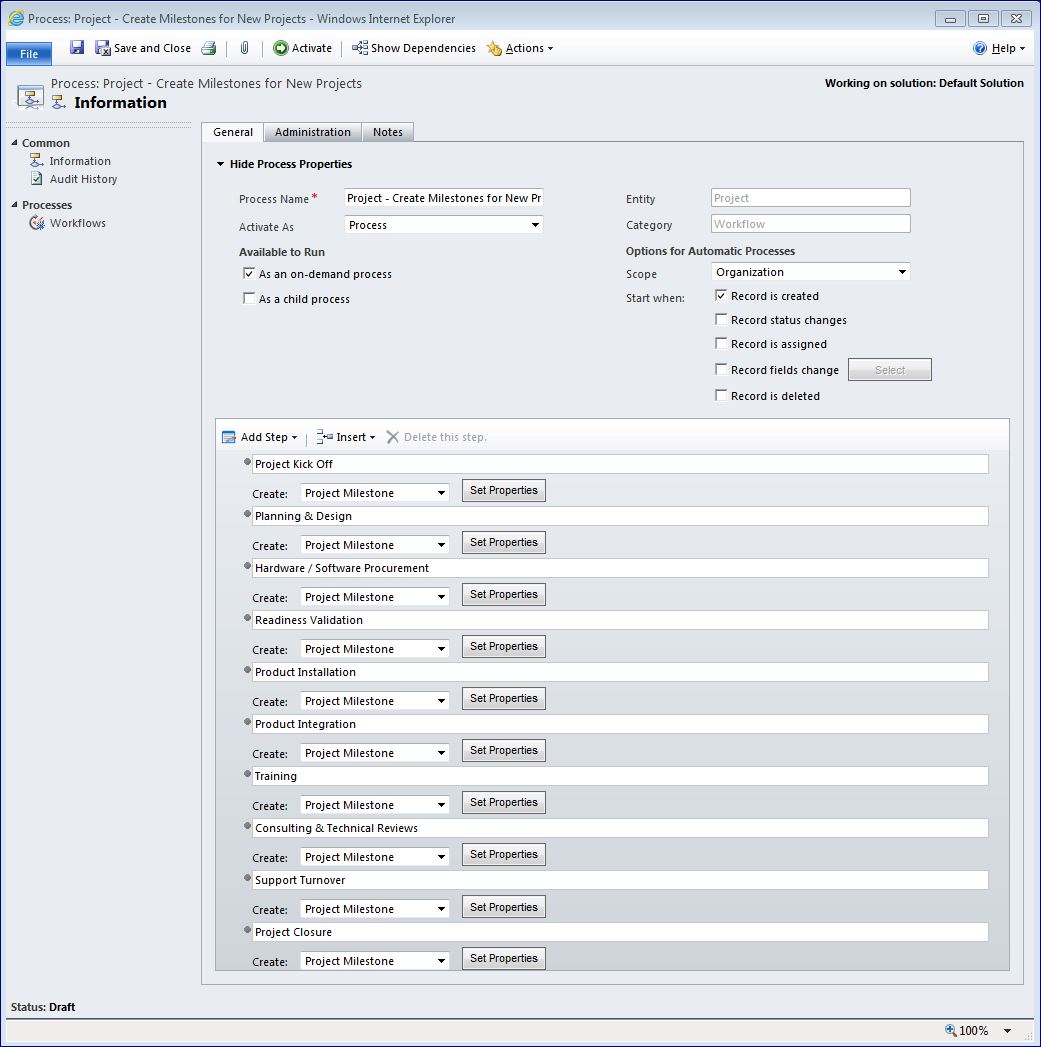 Process: Project - Create Milestones for New Projects - Windows Internet Explorer
File Save and Close Activate Show Dependencies Actions Help
Process: Project - Create Milestones for New Projects
Information
Working on solution: Default Solution
Common
Information
Audit History
Processes
Workflows
General Administration Notes
Hide Process Properties
Process Name * Project - Create Milestones for New Pr
Activate As Process
Available to Run
As an on-demand process
As a child process
Entity Project
Category Workflow
Options for Automatic Processes
Scope Organization
Start when: Record is created
Record status changes
Record is assigned
Record fields change Select
Record is deleted
Add Step Insert Delete this step.
Project Kick Off
Create: Project Milestone Set Properties
Planning & Design
Create: Project Milestone Set Properties
Hardware / Software Procurement
Create: Project Milestone Set Properties
Readiness Validation
Create: Project Milestone Set Properties
Product Installation
Create: Project Milestone Set Properties
Product Integration
Create: Project Milestone Set Properties
Training
Create: Project Milestone Set Properties
Consulting & Technical Reviews
Create: Project Milestone Set Properties
Support Turnover
Create: Project Milestone Set Properties
Project Closure
Create: Project Milestone Set Properties
Status: Draft
100%